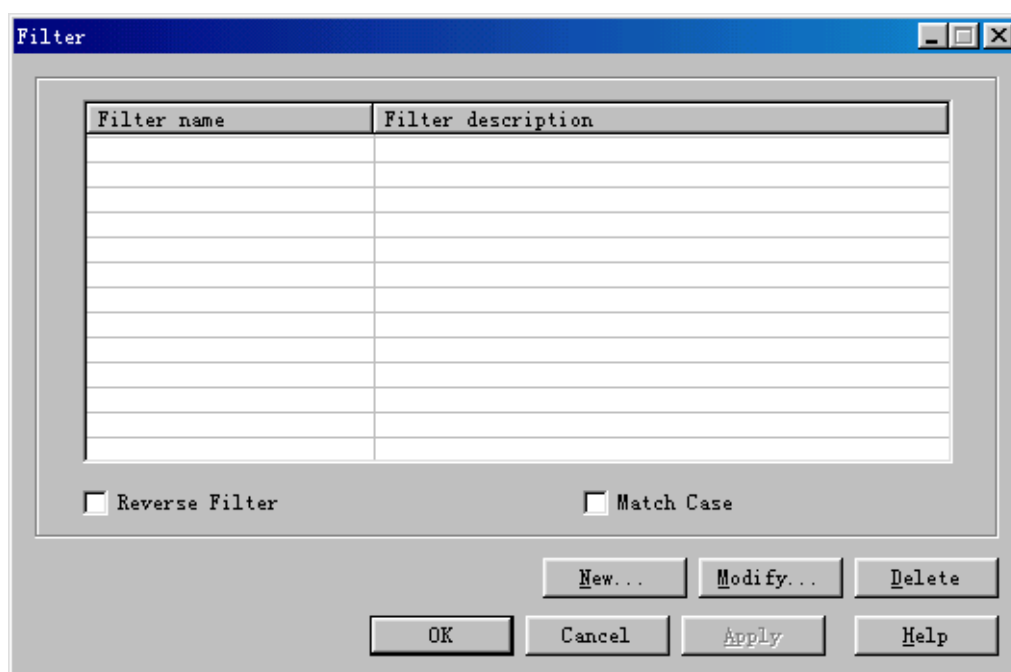 Filter
Filter name Filter description
Reverse Filter Match Case
New... Modify... Delete
OK Cancel Apply Help